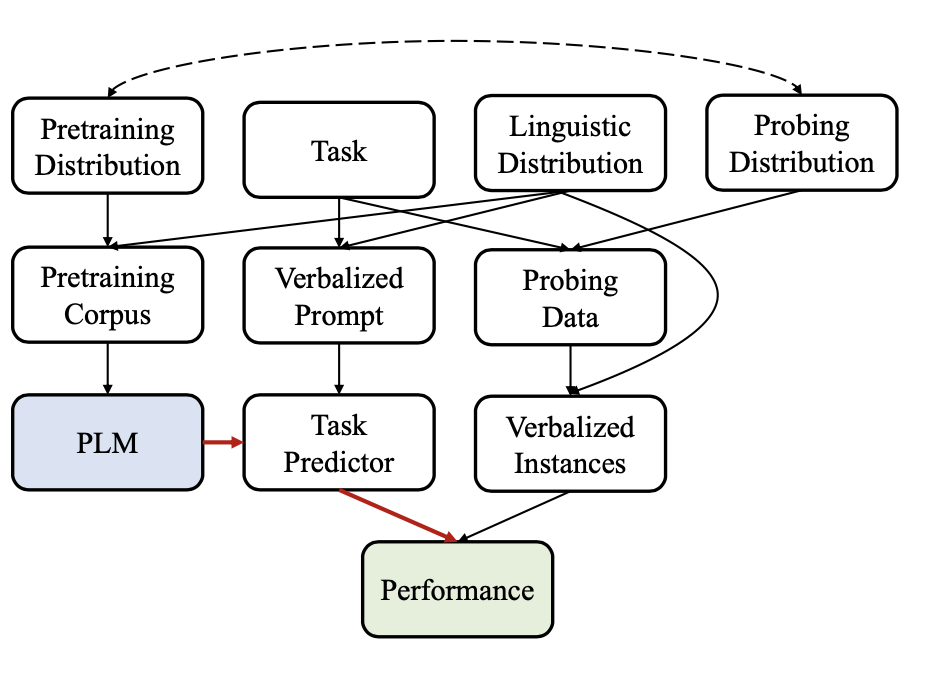 Pretraining
Distribution
Task
Linguistic
Distribution
Probing
Distribution
Pretraining
Corpus
Verbalized
Prompt
Probing
Data
PLM
Task
Predictor
Verbalized
Instances
Performance